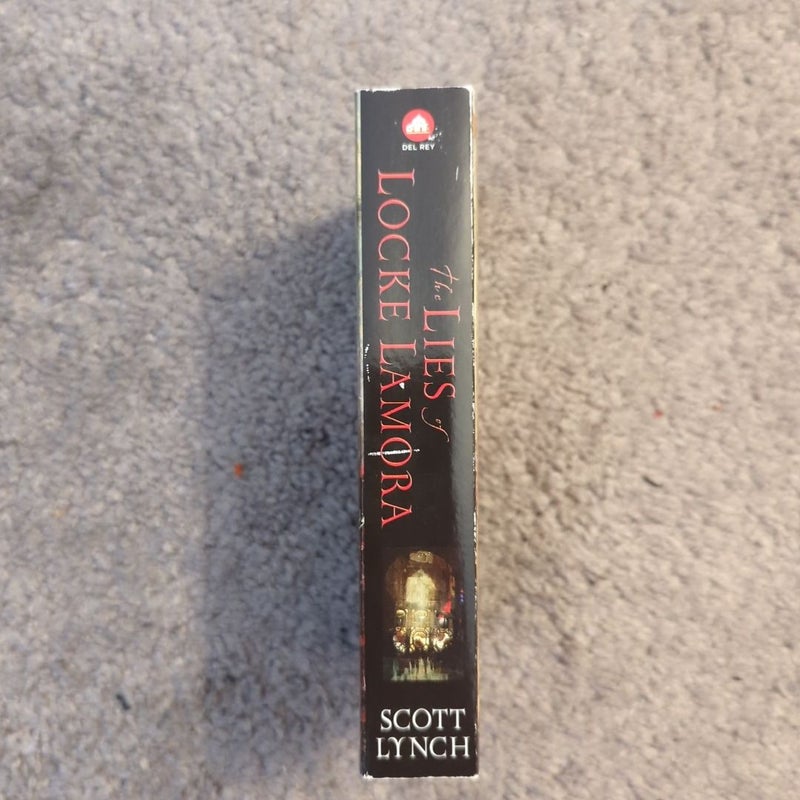 DEL REY
The LIES of
LOCKE LAMORA
SCOTT
LYNCH